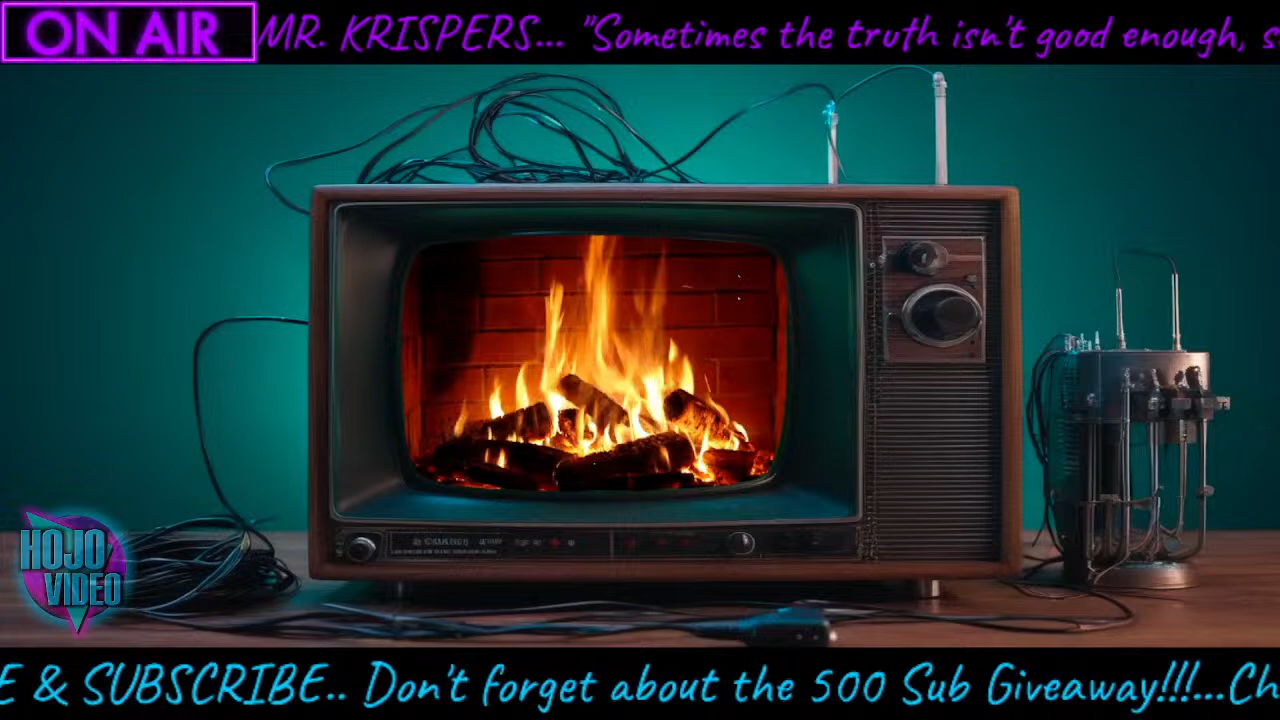 ON AIR
MR. KRISPERS... "Sometimes the truth isn't good enough, s
HOJO
VIDEO
E & SUBSCRIBE.. Don't forget about the 500 Sub Giveaway!!!...Ch